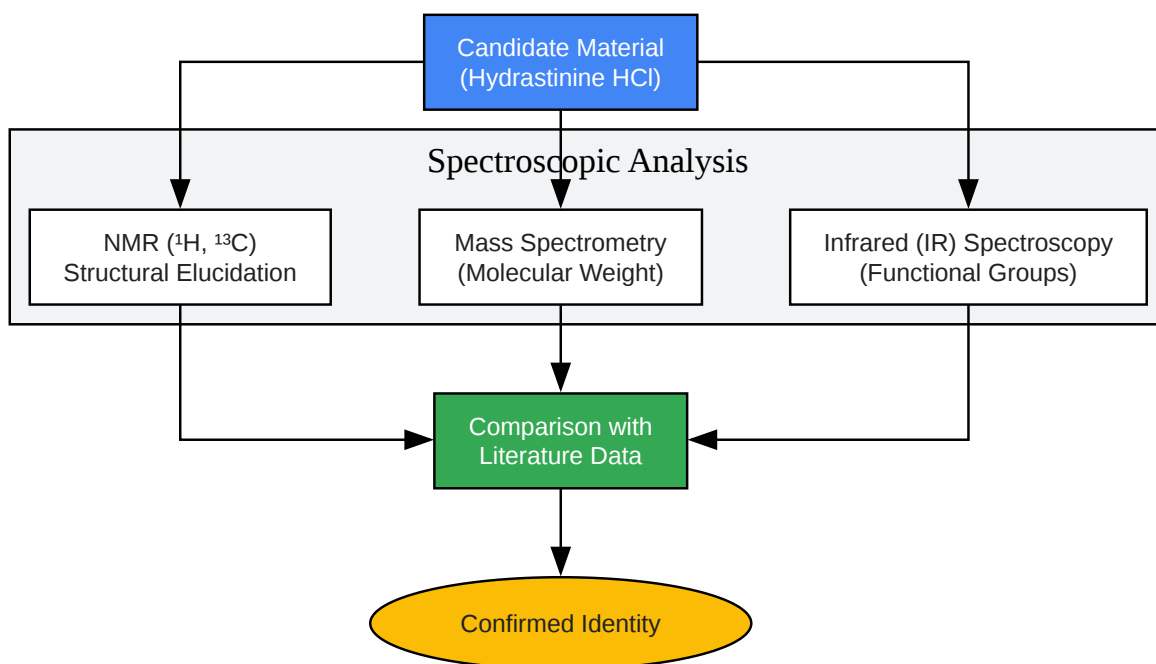 Candidate Material
(Hydrastinine HCl)
Spectroscopic Analysis
NMR (¹H, ¹³C)
Structural Elucidation
Mass Spectrometry
(Molecular Weight)
Infrared (IR) Spectroscopy
(Functional Groups)
Comparison with
Literature Data
Confirmed Identity